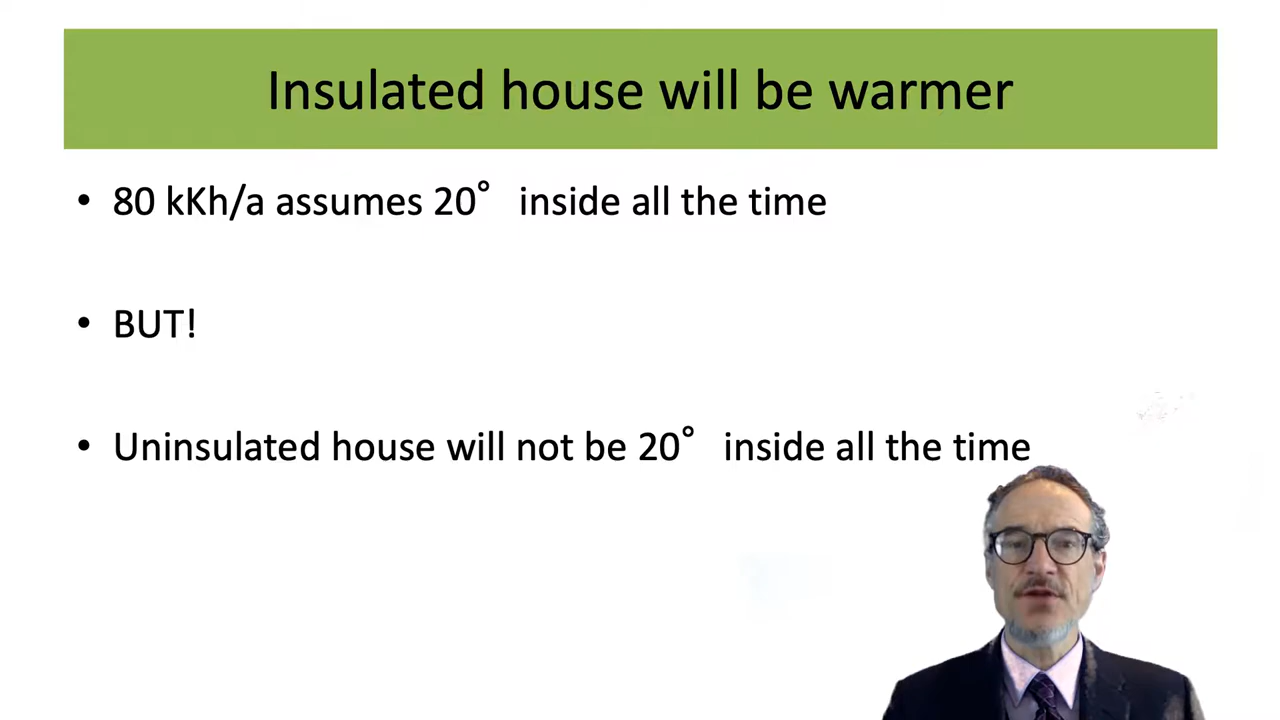 Insulated house will be warmer
• 80 kKh/a assumes 20° inside all the time
• BUT!
• Uninsulated house will not be 20° inside all the time